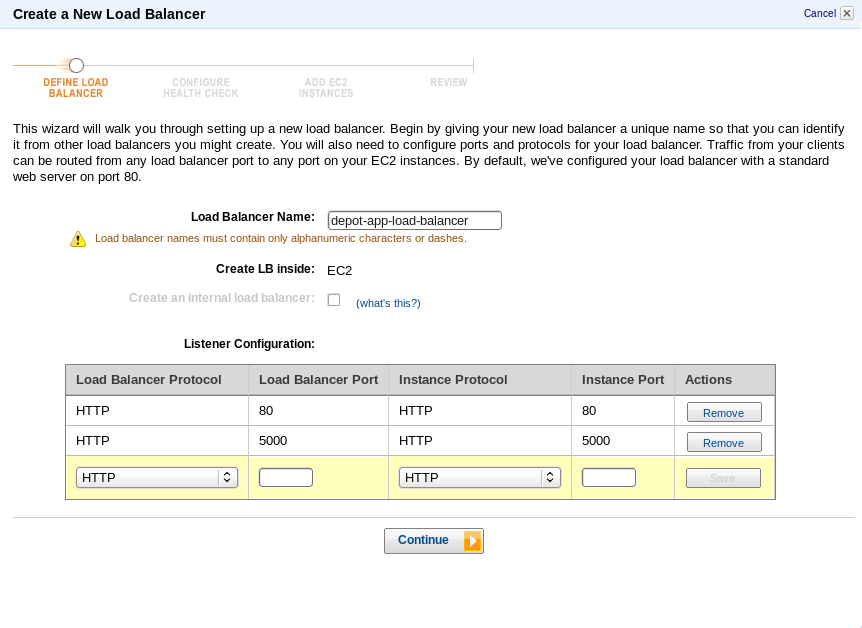 Create a New Load Balancer
Cancel
DEFINE LOAD
BALANCER
CONFIGURE
HEALTH CHECK
ADD EC2
INSTANCES
REVIEW
This wizard will walk you through setting up a new load balancer. Begin by giving your new load balancer a unique name so that you can identify
it from other load balancers you might create. You will also need to configure ports and protocols for your load balancer. Traffic from your clients
can be routed from any load balancer port to any port on your EC2 instances. By default, we've configured your load balancer with a standard
web server on port 80.
Load Balancer Name: depot-app-load-balancer
Load balancer names must contain only alphanumeric characters or dashes.
Create LB inside: EC2
Create an internal load balancer: (what's this?)
Listener Configuration:
Load Balancer Protocol Load Balancer Port Instance Protocol Instance Port Actions
HTTP 80 HTTP 80 Remove
HTTP 5000 HTTP 5000 Remove
HTTP HTTP Save
Continue